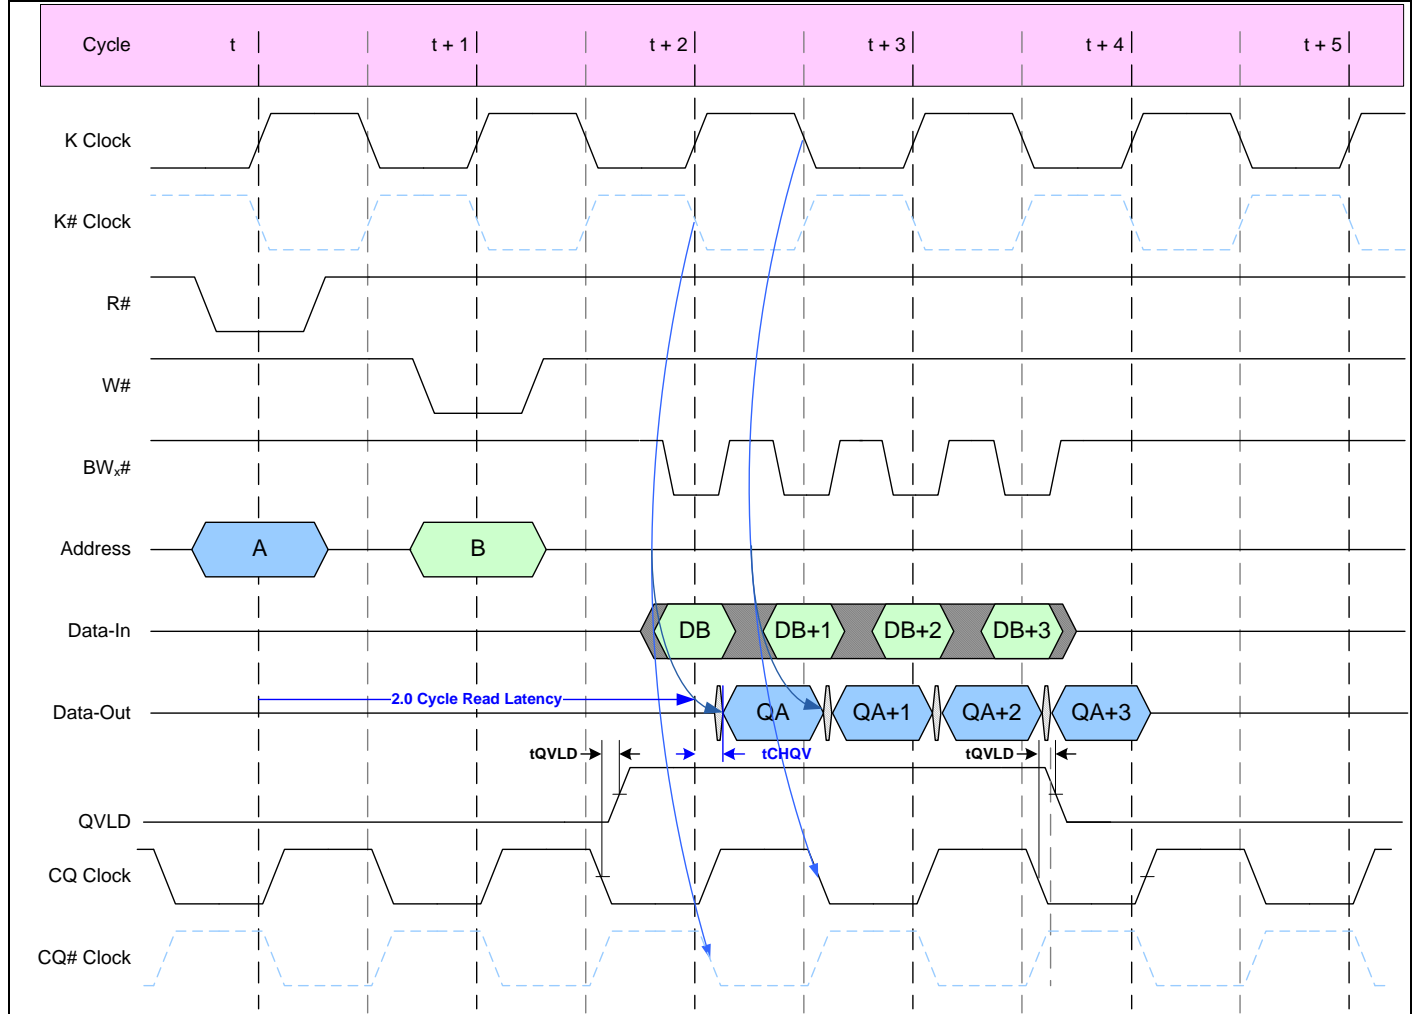 Cycle t t + 1 t + 2 t + 3 t + 4 t + 5
K Clock
K# Clock
R#
W#
BWx#
Address A B
Data-In DB DB+1 DB+2 DB+3
2.0 Cycle Read Latency
Data-Out QA QA+1 QA+2 QA+3
tQVLD tCHQV tQVLD
QVLD
CQ Clock
CQ# Clock